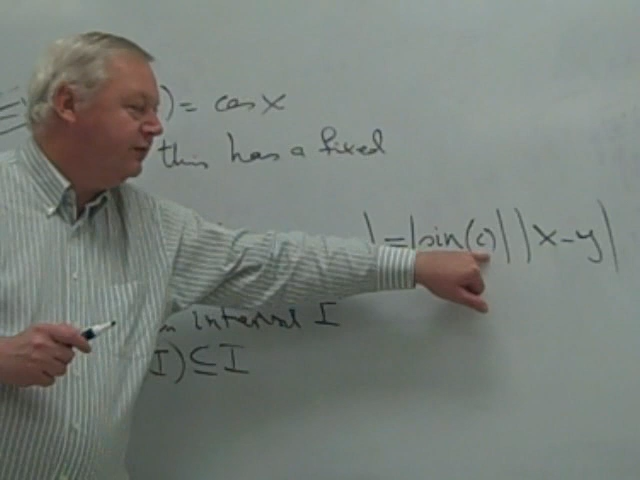 ) = cos X
this has a fixed
| = |sin(c)| |x-y|
interval I
I) ⊆ I